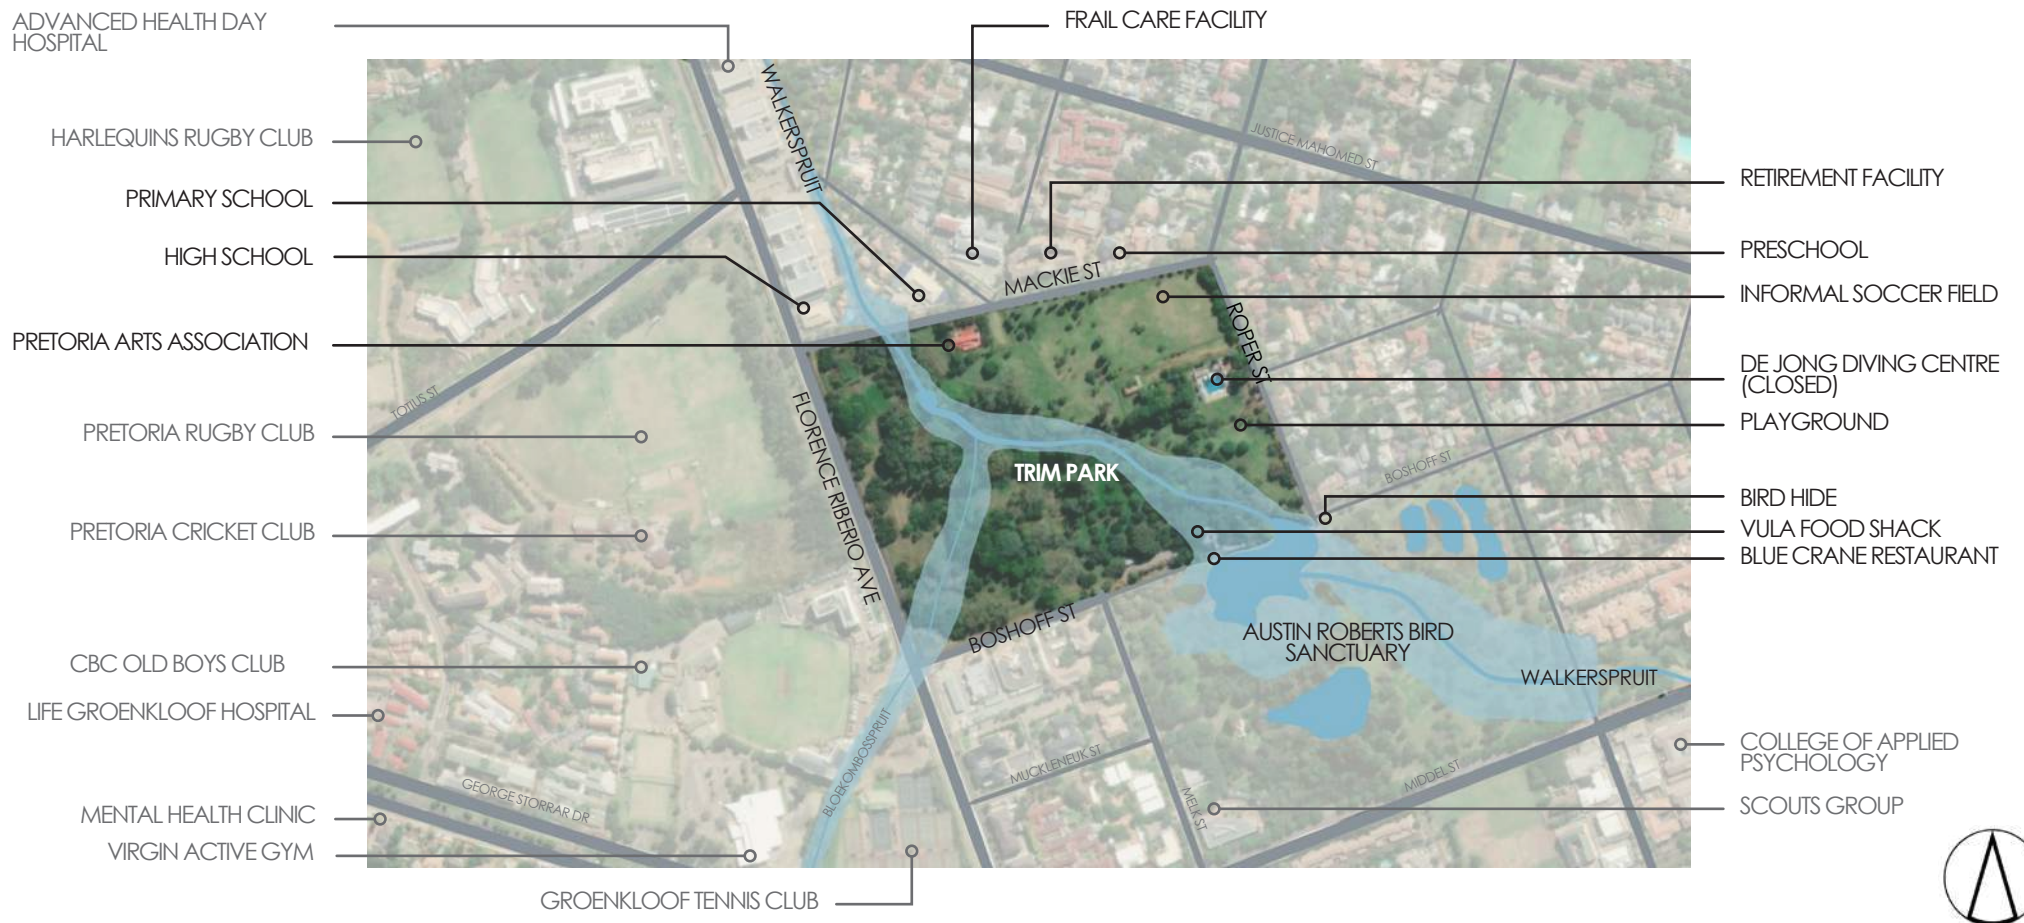 ADVANCED HEALTH DAY
HOSPITAL
FRAIL CARE FACILITY
HARLEQUINS RUGBY CLUB
PRIMARY SCHOOL
HIGH SCHOOL
PRETORIA ARTS ASSOCIATION
PRETORIA RUGBY CLUB
PRETORIA CRICKET CLUB
CBC OLD BOYS CLUB
LIFE GROENKLOOF HOSPITAL
MENTAL HEALTH CLINIC
VIRGIN ACTIVE GYM
GROENKLOOF TENNIS CLUB
WALKERSPRUIT
JUSTICE MAHOMED ST
MACKIE ST
ROPER ST
TOTIUS ST
FLORENCE RIBERIO AVE
TRIM PARK
BOSHOFF ST
BOSHOFF ST
AUSTIN ROBERTS BIRD
SANCTUARY
WALKERSPRUIT
BLOEKOMBOSSPRUIT
MUCKLENEUK ST
MELK ST
MIDDEL ST
GEORGE STORRAR DR
RETIREMENT FACILITY
PRESCHOOL
INFORMAL SOCCER FIELD
DE JONG DIVING CENTRE
(CLOSED)
PLAYGROUND
BIRD HIDE
VULA FOOD SHACK
BLUE CRANE RESTAURANT
COLLEGE OF APPLIED
PSYCHOLOGY
SCOUTS GROUP